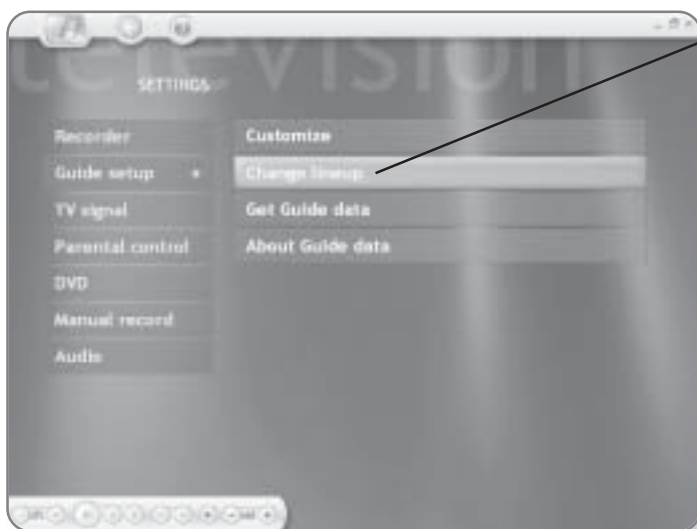 television
SETTINGS
Recorder
Guide setup
TV signal
Parental control
DVD
Manual record
Audio
Customize
Change lineup
Get Guide data
About Guide data